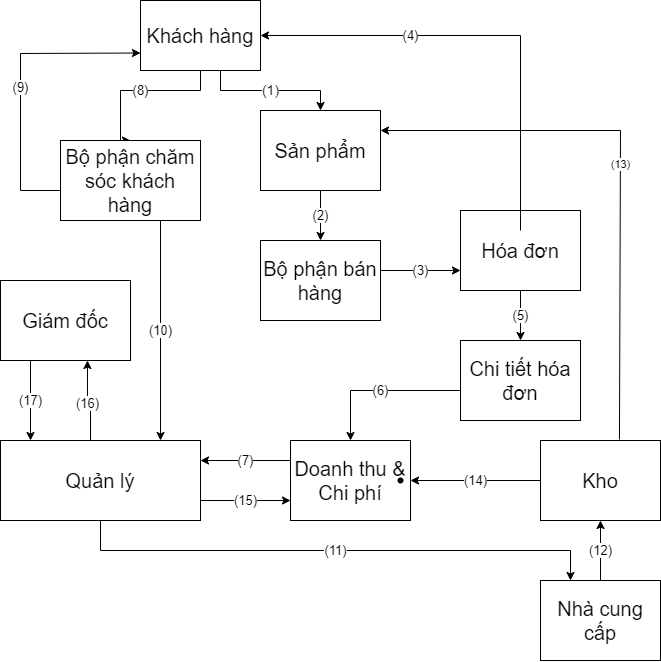 Khách hàng
(4)
(9)
(8)
(1)
Bộ phận chăm
sóc khách
hàng
Sản phẩm
(13)
(2)
Bộ phận bán
hàng
(3)
Hóa đơn
Giám đốc
(10)
(5)
Chi tiết hóa
đơn
(17)
(16)
(6)
Quản lý
(7)
(15)
Doanh thu &
Chi phí
(14)
Kho
(11)
(12)
Nhà cung
cấp